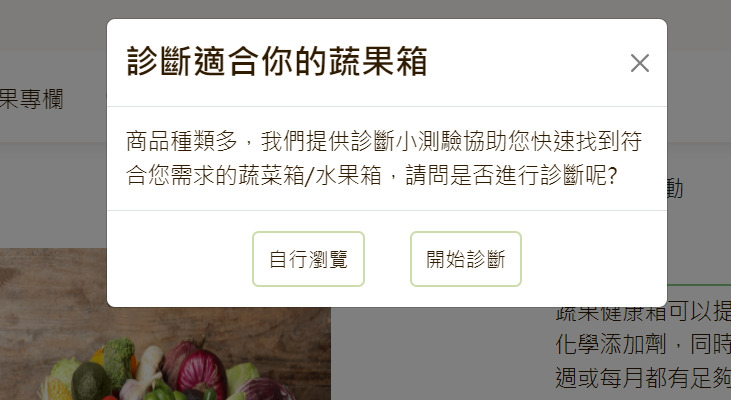 診斷適合你的蔬果箱
果專欄
商品種類多，我們提供診斷小測驗協助您快速找到符
合您需求的蔬菜箱/水果箱，請問是否進行診斷呢?
動
自行瀏覽
開始診斷
蔬果健康箱可以提
化學添加劑，同時
週或每月都有足夠